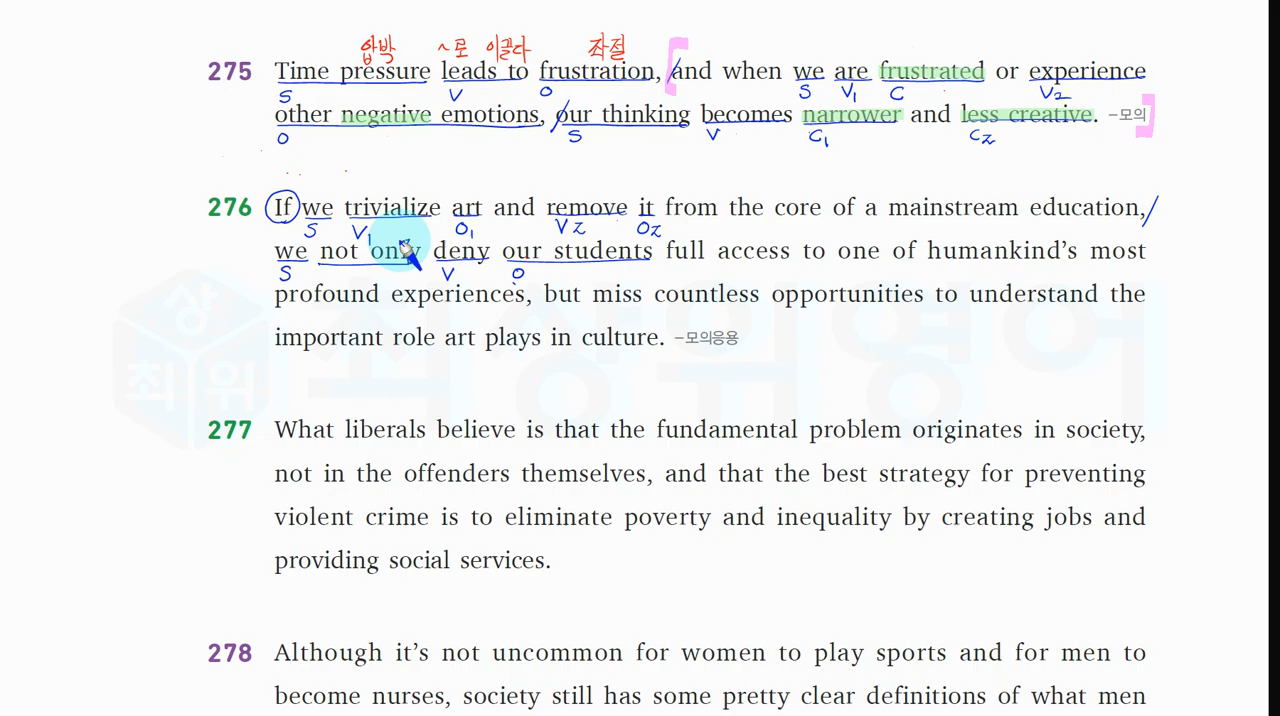 압박 ~로 이끌다 좌절
275 Time pressure leads to frustration, and when we are frustrated or experience
S V O S V1 C V2
other negative emotions, our thinking becomes narrower and less creative. –모의
O S V C1 C2
276 If we trivialize art and remove it from the core of a mainstream education,
S V1 O1 V2 O2
we not only deny our students full access to one of humankind's most
S V O
profound experiences, but miss countless opportunities to understand the
상
최 위
최상위영어
important role art plays in culture. –모의응용
277 What liberals believe is that the fundamental problem originates in society,
not in the offenders themselves, and that the best strategy for preventing
violent crime is to eliminate poverty and inequality by creating jobs and
providing social services.
278 Although it's not uncommon for women to play sports and for men to
become nurses, society still has some pretty clear definitions of what men